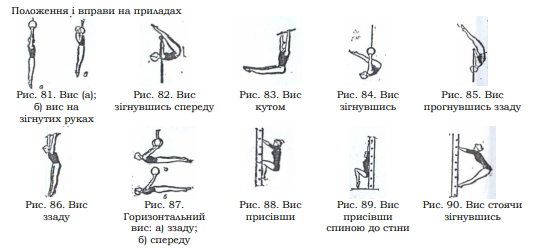 Положення і вправи на приладах
Рис. 81. Вис (а);
б) вис на
зігнутих руках
Рис. 82. Вис
зігнувшись спереду
Рис. 83. Вис
кутом
Рис. 84. Вис
зігнувшись
Рис. 85. Вис
прогнувшись ззаду
Рис. 86. Вис
ззаду
Рис. 87.
Горизонтальний
вис: а) ззаду;
б) спереду
Рис. 88. Вис
присівши
Рис. 89. Вис
присівши
спиною до стіни
Рис. 90. Вис стоячи
зігнувшись